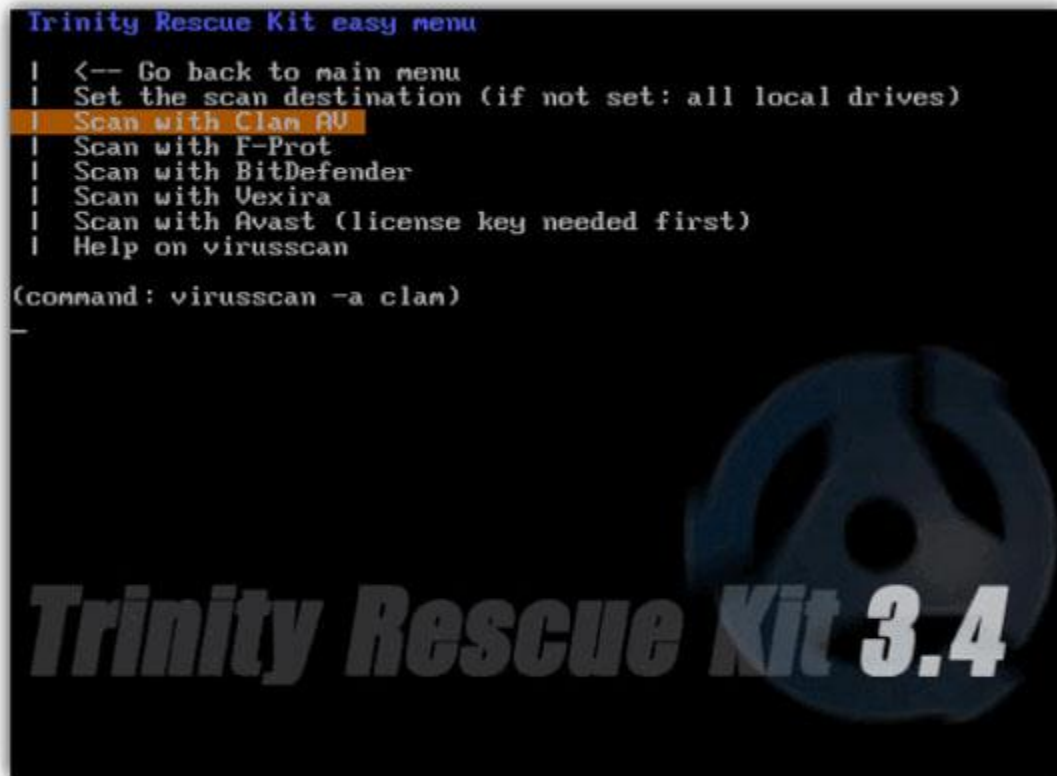 Trinity Rescue Kit easy menu
| <-- Go back to main menu
| Set the scan destination (if not set: all local drives)
| Scan with Clam AV
| Scan with F-Prot
| Scan with BitDefender
| Scan with Vexira
| Scan with Avast (license key needed first)
| Help on virusscan
(command: virusscan -a clam)
_
Trinity Rescue Kit 3.4